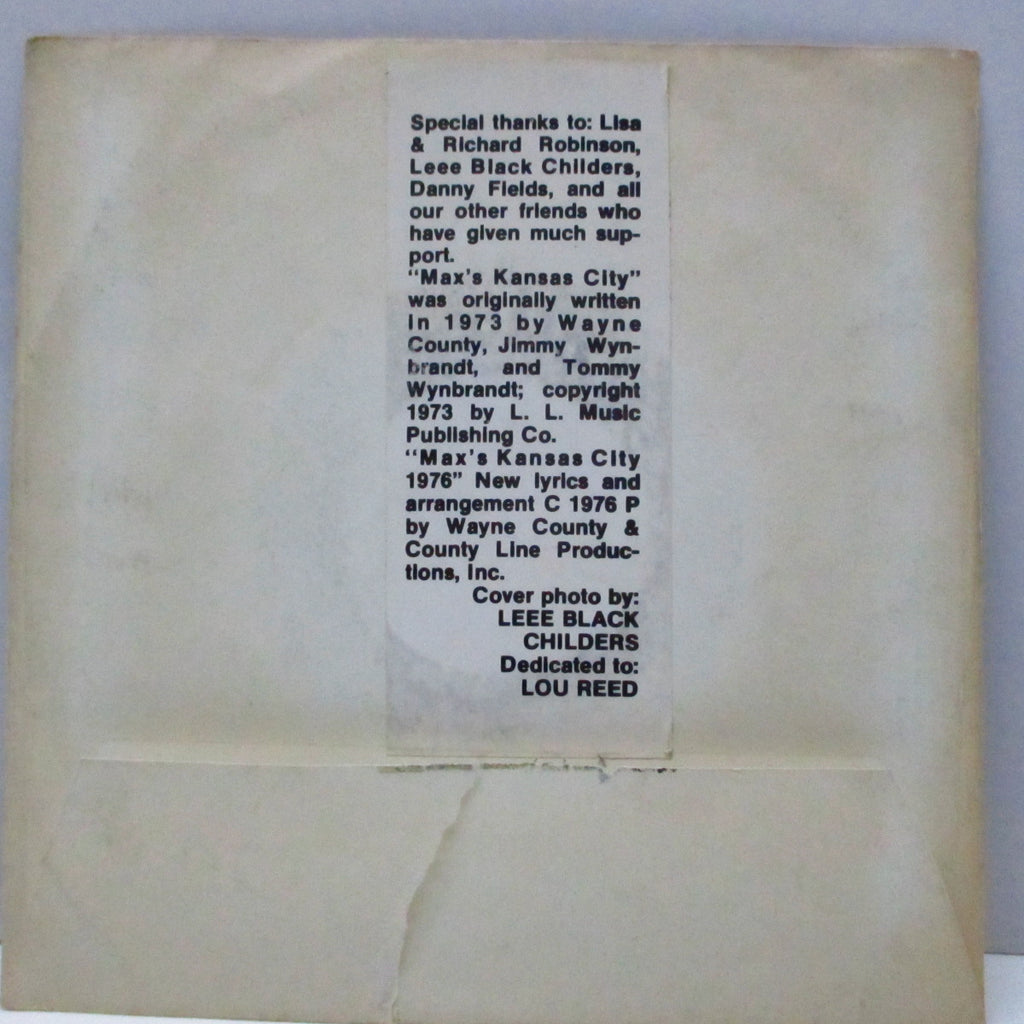 Special thanks to: Lisa
& Richard Robinson,
Leee Black Childers,
Danny Fields, and all
our other friends who
have given much sup-
port.
"Max's Kansas City"
was originally written
in 1973 by Wayne
County, Jimmy Wyn-
brandt, and Tommy
Wynbrandt; copyright
1973 by L. L. Music
Publishing Co.
"Max's Kansas City
1976" New lyrics and
arrangement C 1976 P
by Wayne County &
County Line Produc-
tions, Inc.
Cover photo by:
LEEE BLACK
CHILDERS
Dedicated to:
LOU REED